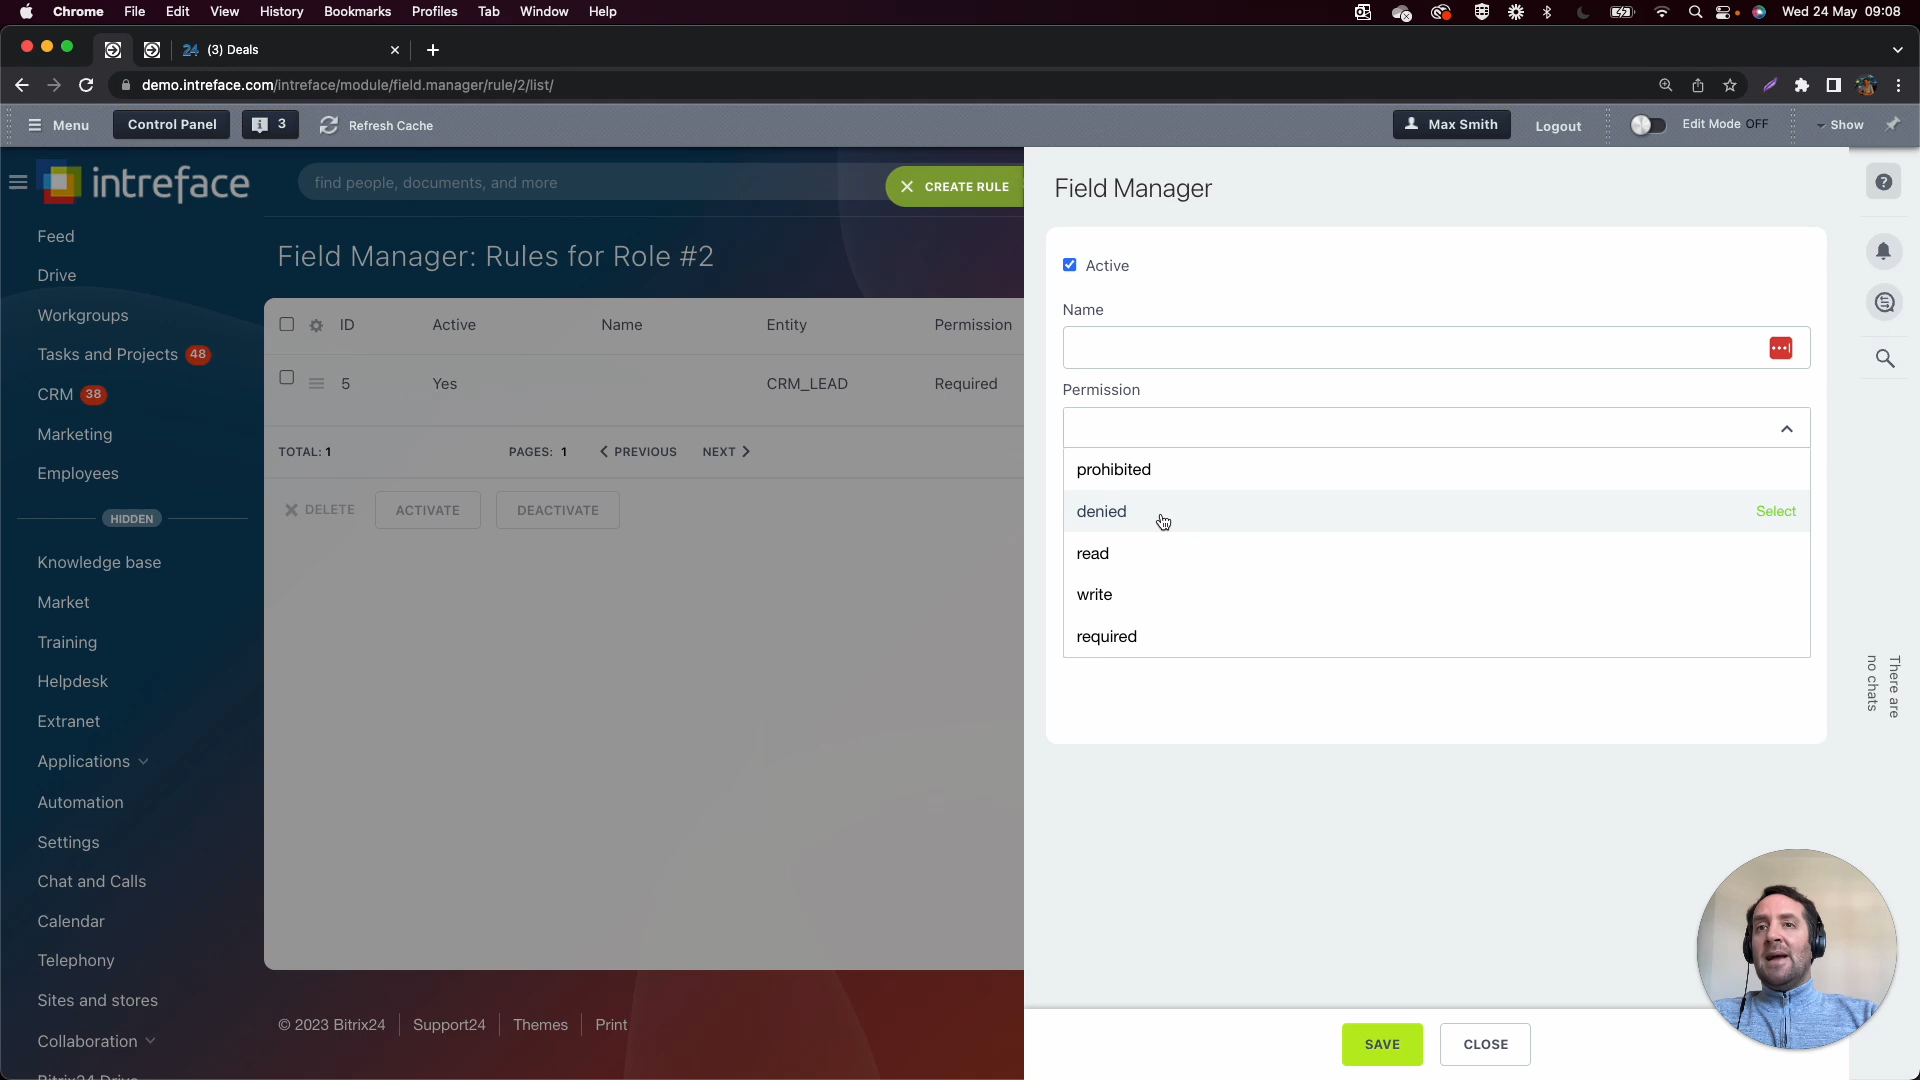 Chrome File Edit View History Bookmarks Profiles Tab Window Help Wed 24 May 09:08
24 (3) Deals
demo.intreface.com/intreface/module/field.manager/rule/2/list/
Menu Control Panel 3 Refresh Cache Max Smith Logout Edit Mode OFF Show
intreface
find people, documents, and more
CREATE RULE
Feed
Drive
Workgroups
Tasks and Projects 48
CRM 38
Marketing
Employees
HIDDEN
Knowledge base
Market
Training
Helpdesk
Extranet
Applications
Automation
Settings
Chat and Calls
Calendar
Telephony
Sites and stores
Collaboration
Bitrix24 Drive
Field Manager: Rules for Role #2
ID Active Name Entity Permission
5 Yes CRM_LEAD Required
TOTAL: 1 PAGES: 1 PREVIOUS NEXT
DELETE ACTIVATE DEACTIVATE
© 2023 Bitrix24 Support24 Themes Print
Field Manager
Active
Name
Permission
prohibited
denied Select
read
write
required
SAVE CLOSE
There are
no chats